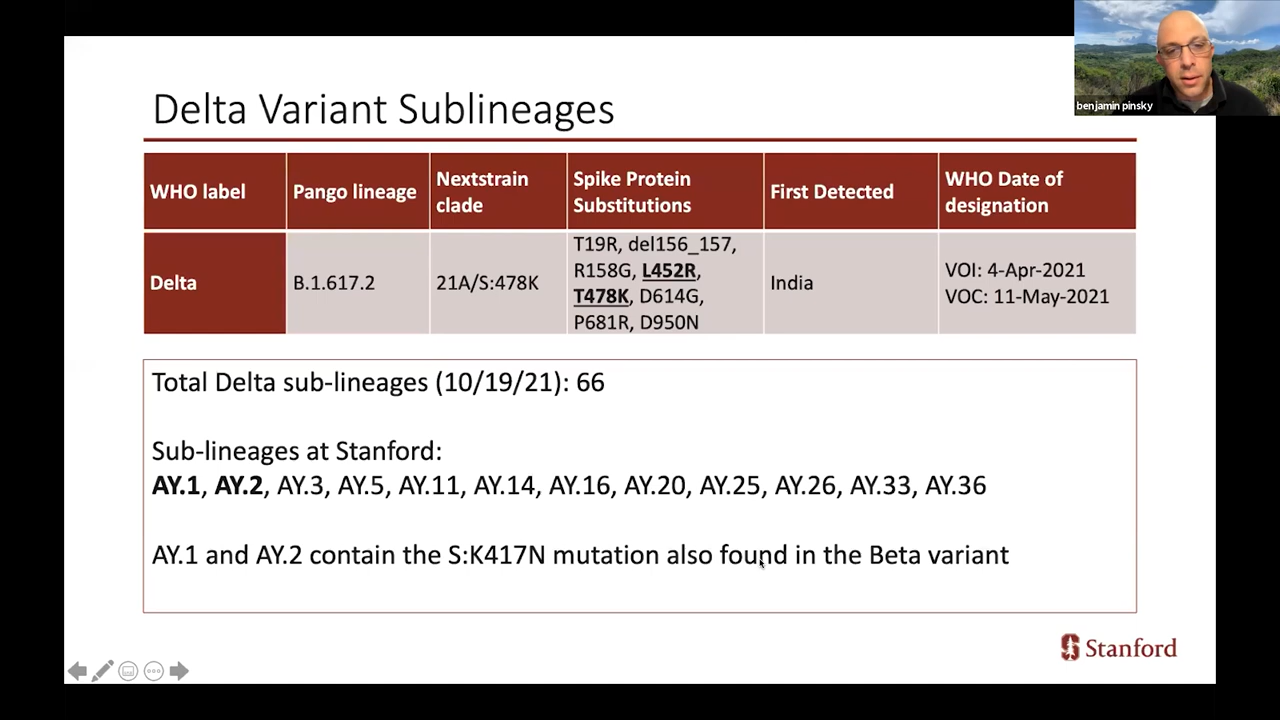 benjamin pinsky
Delta Variant Sublineages
WHO label
Pango lineage
Nextstrain
clade
Spike Protein
Substitutions
First Detected
WHO Date of
designation
Delta
B.1.617.2
21A/S:478K
T19R, del156_157,
R158G, L452R,
T478K, D614G,
P681R, D950N
India
VOI: 4-Apr-2021
VOC: 11-May-2021
Total Delta sub-lineages (10/19/21): 66
Sub-lineages at Stanford:
AY.1, AY.2, AY.3, AY.5, AY.11, AY.14, AY.16, AY.20, AY.25, AY.26, AY.33, AY.36
AY.1 and AY.2 contain the S:K417N mutation also found in the Beta variant
Stanford